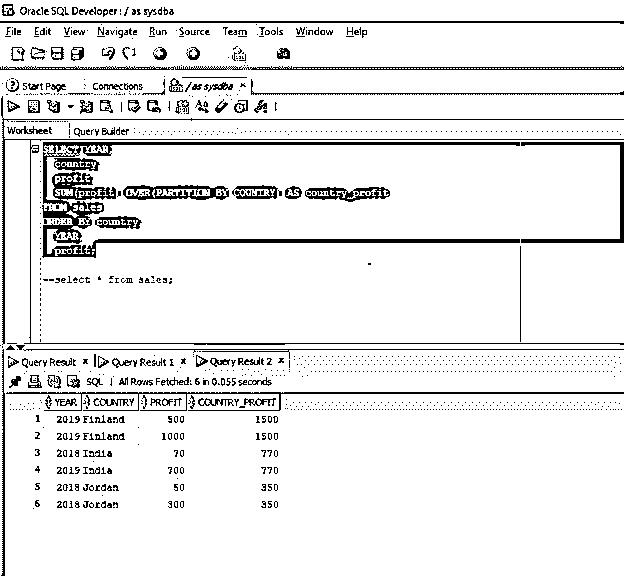 Oracle SQL Developer : / as sysdba
File Edit View Navigate Run Source Team Tools Window Help
Start Page Connections / as sysdba
Worksheet Query Builder
SELECT YEAR,
country,
profit,
SUM(profit) OVER(PARTITION BY COUNTRY) AS country_profit
FROM sales
ORDER BY country,
YEAR,
profit;
--select * from sales;
Query Result Query Result 1 Query Result 2
SQL | All Rows Fetched: 6 in 0.055 seconds
YEAR COUNTRY PROFIT COUNTRY_PROFIT
1 2019 Finland 500 1500
2 2019 Finland 1000 1500
3 2018 India 70 770
4 2019 India 700 770
5 2018 Jordan 50 350
6 2018 Jordan 300 350